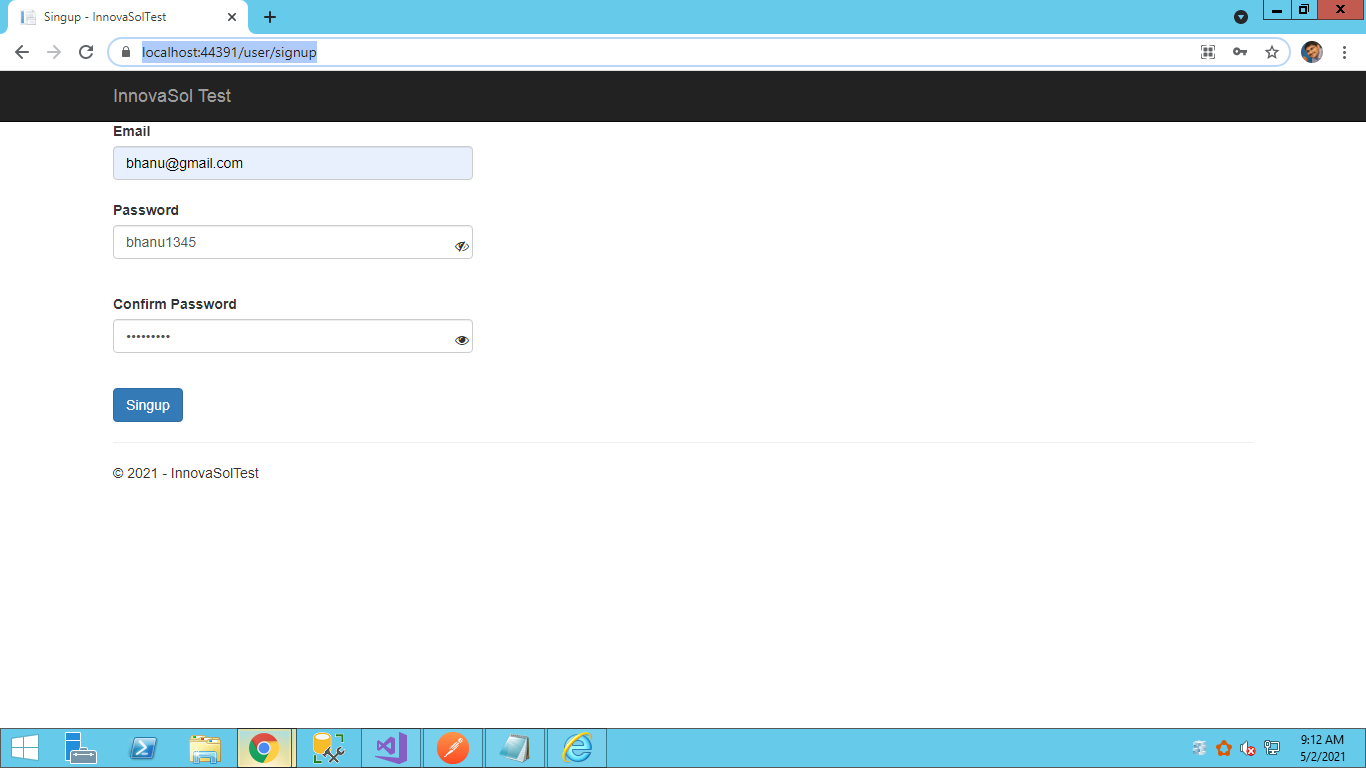 Singup - InnovaSolTest
localhost:44391/user/signup
InnovaSol Test
Email
bhanu@gmail.com
Password
bhanu1345
Confirm Password
•••••••••
Singup
© 2021 - InnovaSolTest
9:12 AM
5/2/2021